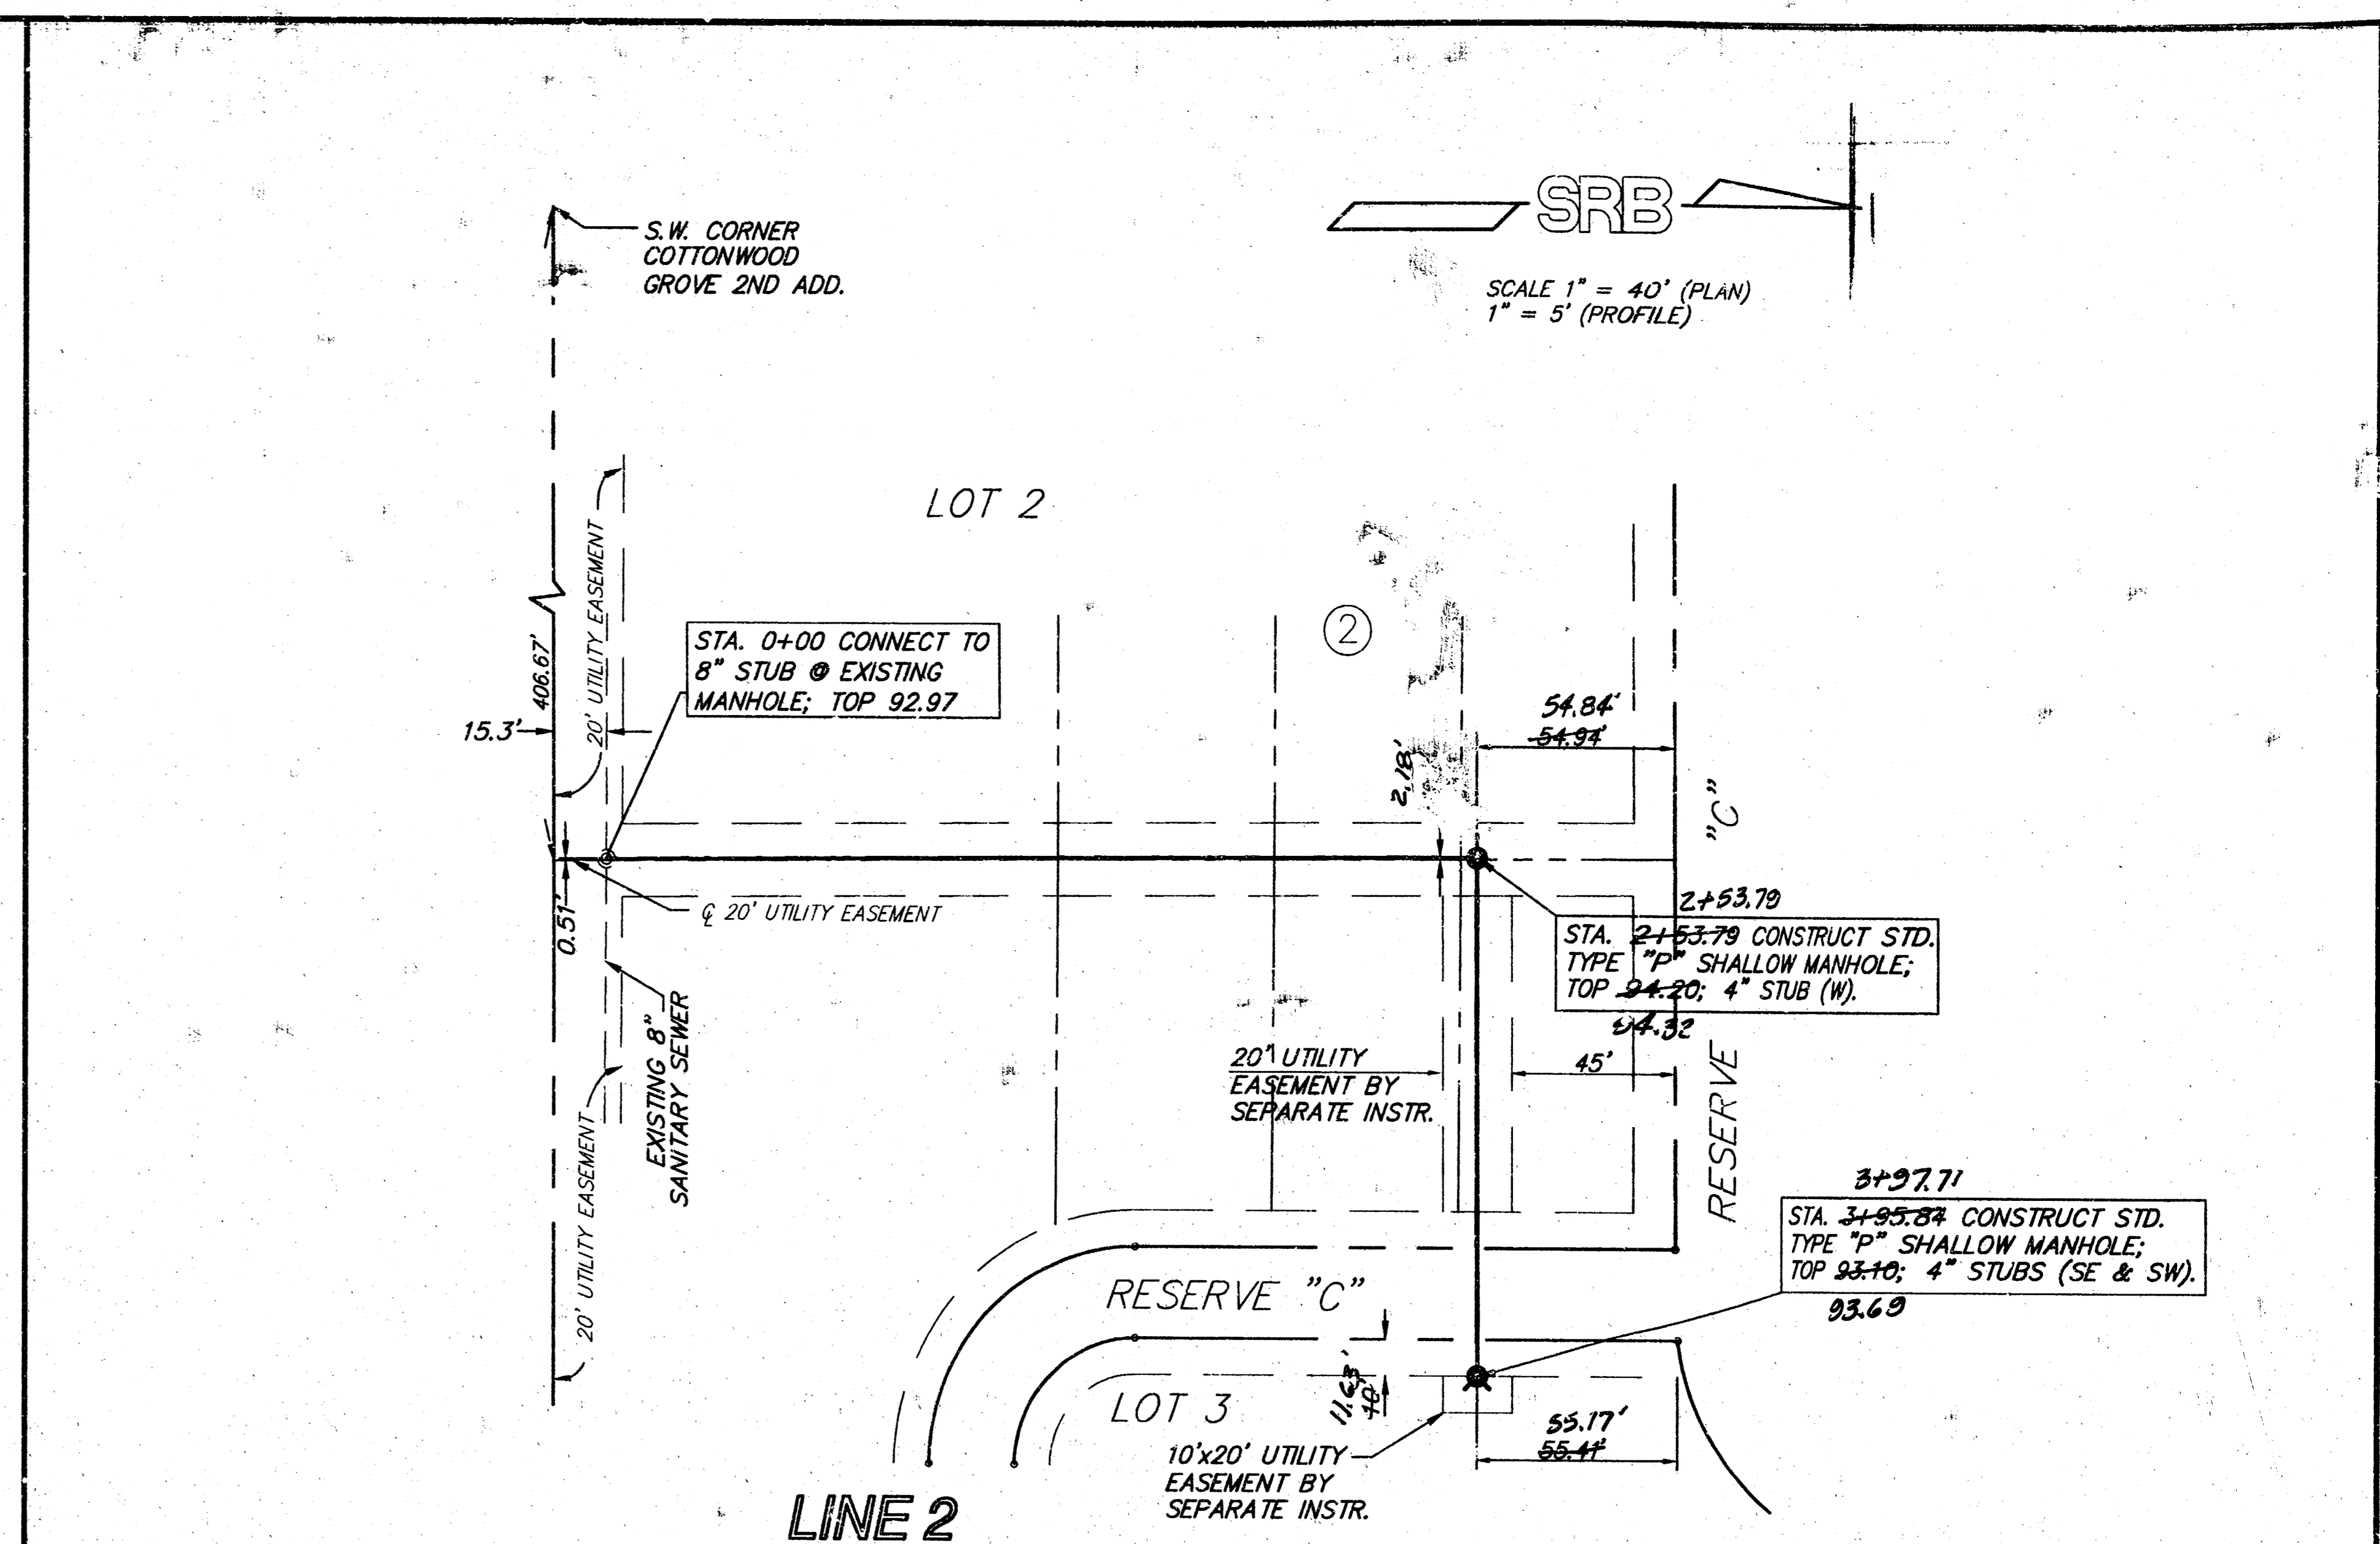 SRB
S.W. CORNER
COTTONWOOD
GROVE 2ND ADD.
SCALE 1" = 40' (PLAN)
1" = 5' (PROFILE)
LOT 2
2
20' UTILITY EASEMENT
406.67'
15.3'
STA. 0+00 CONNECT TO
8" STUB @ EXISTING
MANHOLE; TOP 92.97
54.84'
54.94'
2.18'
"C"
RESERVE
0.51'
℄ 20' UTILITY EASEMENT
2+53.79
STA. 2+53.79 CONSTRUCT STD.
TYPE "P" SHALLOW MANHOLE;
TOP 94.20; 4" STUB (W).
94.32
EXISTING 8"
SANITARY SEWER
20' UTILITY
EASEMENT BY
SEPARATE INSTR.
45'
20' UTILITY EASEMENT
3+97.71
STA. 3+95.84 CONSTRUCT STD.
TYPE "P" SHALLOW MANHOLE;
TOP 93.10; 4" STUBS (SE & SW).
93.69
RESERVE "C"
11.63'
10'
LOT 3
55.17'
55.41'
10'x20' UTILITY
EASEMENT BY
SEPARATE INSTR.
LINE 2